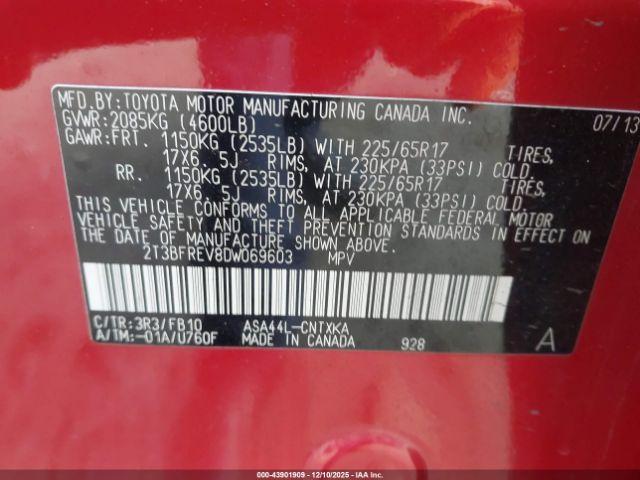 MFD.BY:TOYOTA MOTOR MANUFACTURING CANADA INC.
GVWR:2085KG (4600LB) 07/13
GAWR:FRT. 1150KG (2535LB) WITH 225/65R17 TIRES,
17X6.5J RIMS, AT 230KPA (33PSI) COLD.
RR. 1150KG (2535LB) WITH 225/65R17 TIRES,
17X6.5J RIMS, AT 230KPA (33PSI) COLD.
THIS VEHICLE CONFORMS TO ALL APPLICABLE FEDERAL MOTOR
VEHICLE SAFETY AND THEFT PREVENTION STANDARDS IN EFFECT ON
THE DATE OF MANUFACTURE SHOWN ABOVE.
2T3BFREV8DW069603 MPV
C/TR:3R3/FB10 ASA44L-CNTXKA
A/TM:-01A/U760F MADE IN CANADA 928 A
000-43901909 - 12/10/2025 - IAAI.COM